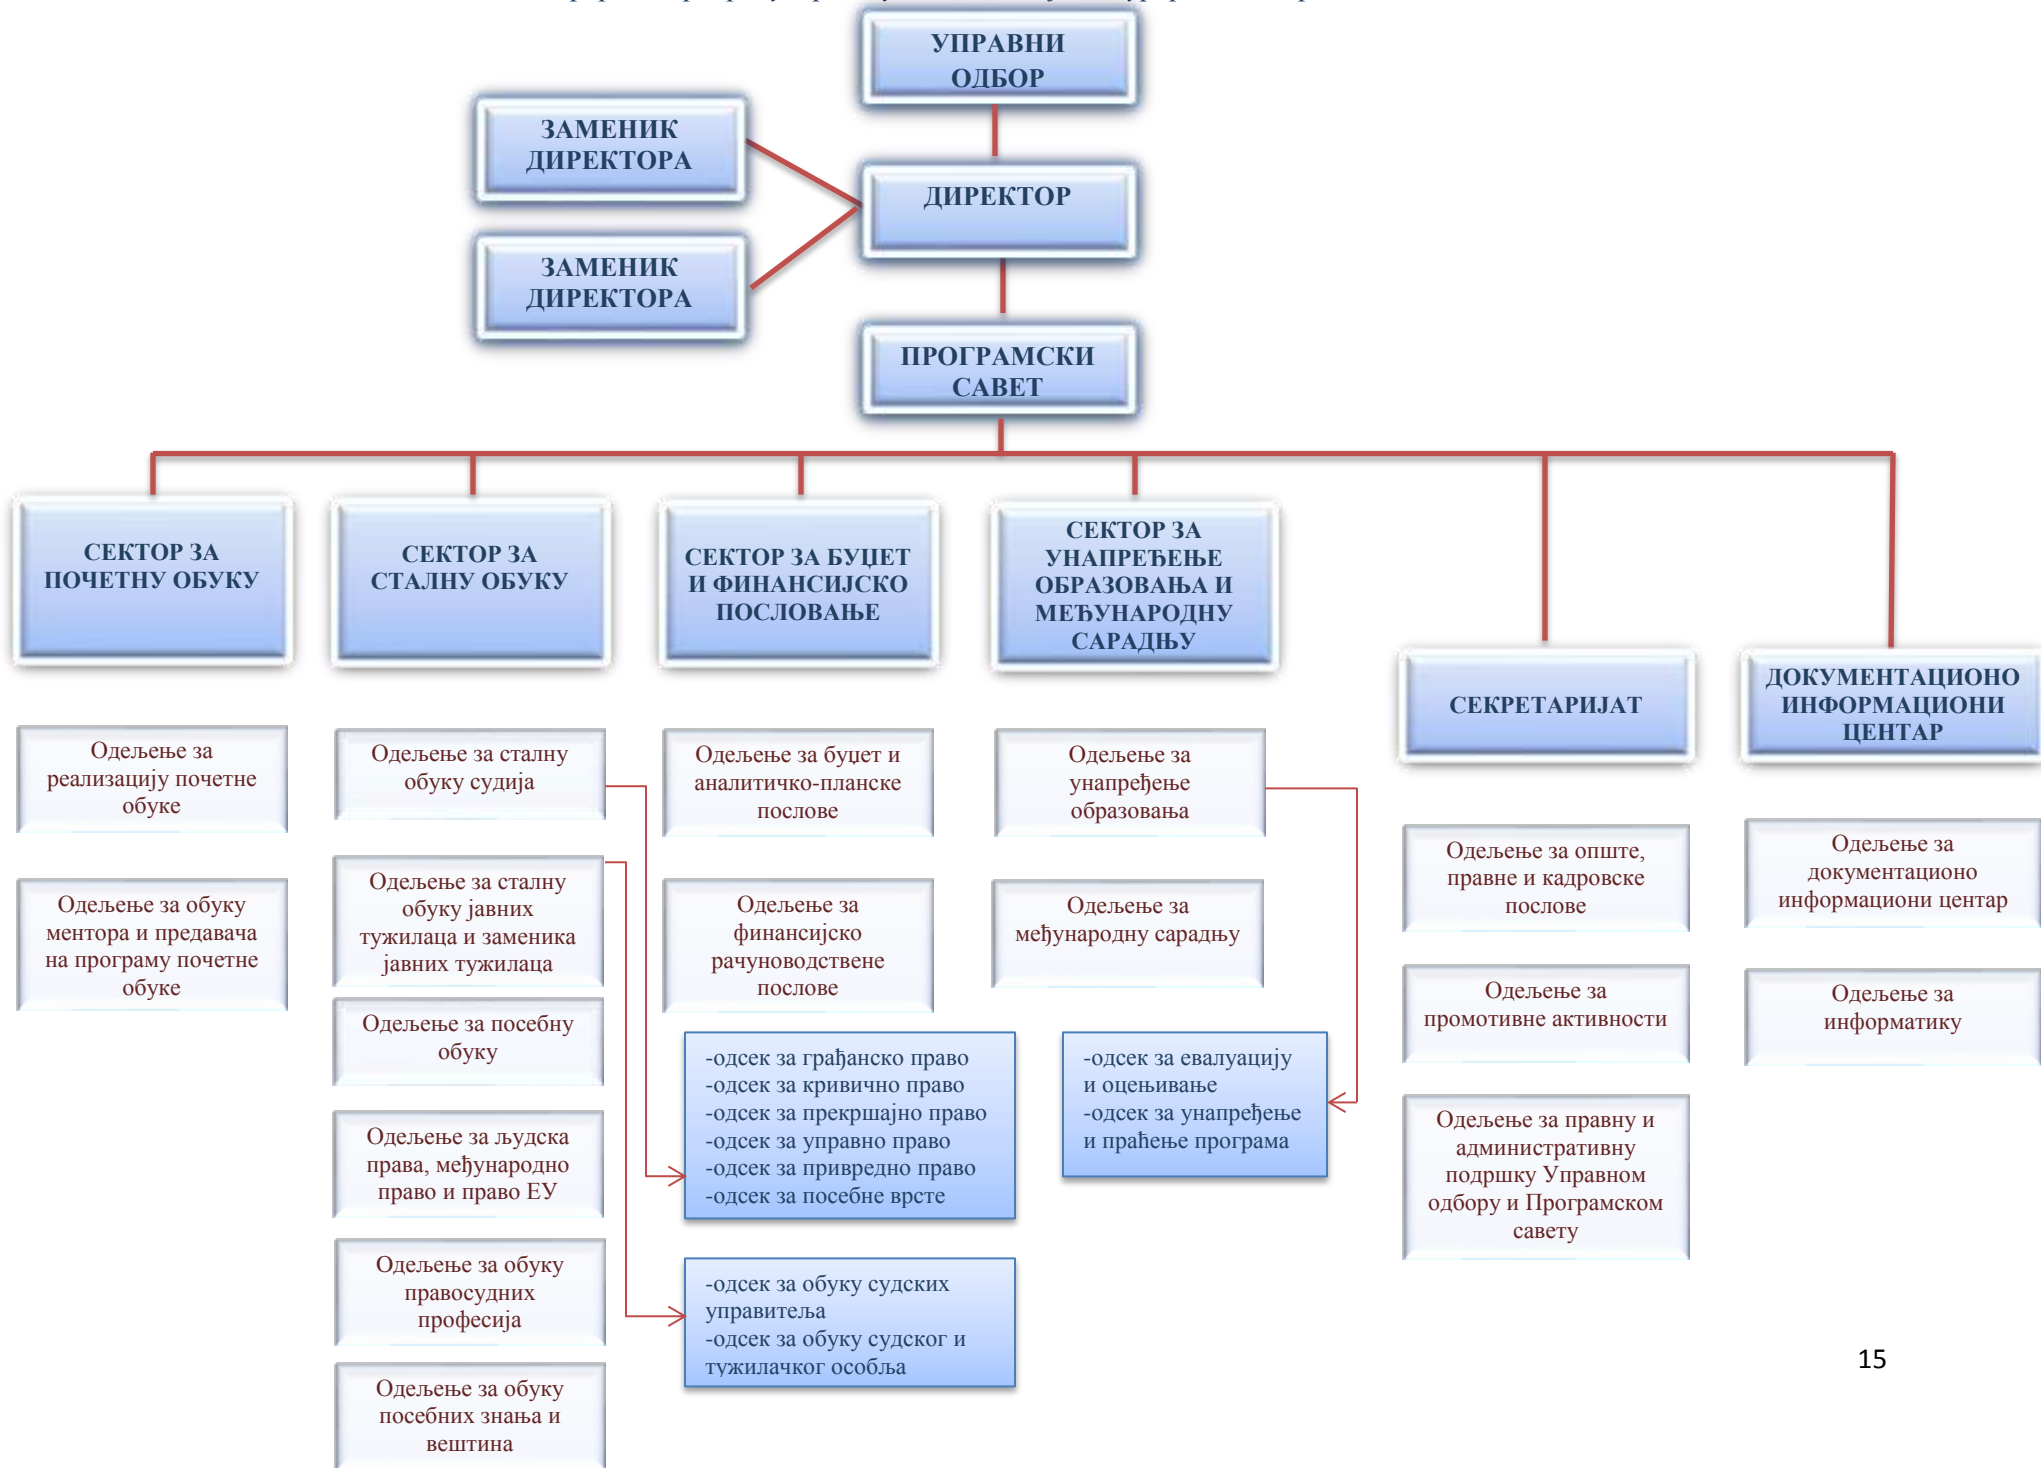 УПРАВНИ
ОДБОР
ЗАМЕНИК
ДИРЕКТОРА
ДИРЕКТОР
ЗАМЕНИК
ДИРЕКТОРА
ПРОГРАМСКИ
САВЕТ
СЕКТОР ЗА
ПОЧЕТНУ ОБУКУ
СЕКТОР ЗА
СТАЛНУ ОБУКУ
СЕКТОР ЗА БУЏЕТ
И ФИНАНСИЈСКО
ПОСЛОВАЊЕ
СЕКТОР ЗА
УНАПРЕЂЕЊЕ
ОБРАЗОВАЊА И
МЕЂУНАРОДНУ
САРАДЊУ
СЕКРЕТАРИЈАТ
ДОКУМЕНТАЦИОНО
ИНФОРМАЦИОНИ
ЦЕНТАР
Одељење за
реализацију почетне
обуке
Одељење за обуку
ментора и предавача
на програму почетне
обуке
Одељење за сталну
обуку судија
Одељење за сталну
обуку јавних
тужилаца и заменика
јавних тужилаца
Одељење за посебну
обуку
Одељење за људска
права, међународно
право и право ЕУ
Одељење за обуку
правосудних
професија
Одељење за обуку
посебних знања и
вештина
Одељење за буџет и
аналитичко-планске
послове
Одељење за
финансијско
рачуноводствене
послове
-одсек за грађанско право
-одсек за кривично право
-одсек за прекршајно право
-одсек за управно право
-одсек за привредно право
-одсек за посебне врсте
-одсек за обуку судских
управитеља
-одсек за обуку судског и
тужилачког особља
Одељење за
унапређење
образовања
Одељење за
међународну сарадњу
-одсек за евалуацију
и оцењивање
-одсек за унапређење
и праћење програма
Одељење за опште,
правне и кадровске
послове
Одељење за
промотивне активности
Одељење за правну и
административну
подршку Управном
одбору и Програмском
савету
Одељење за
документационо
информациони центар
Одељење за
информатику
15